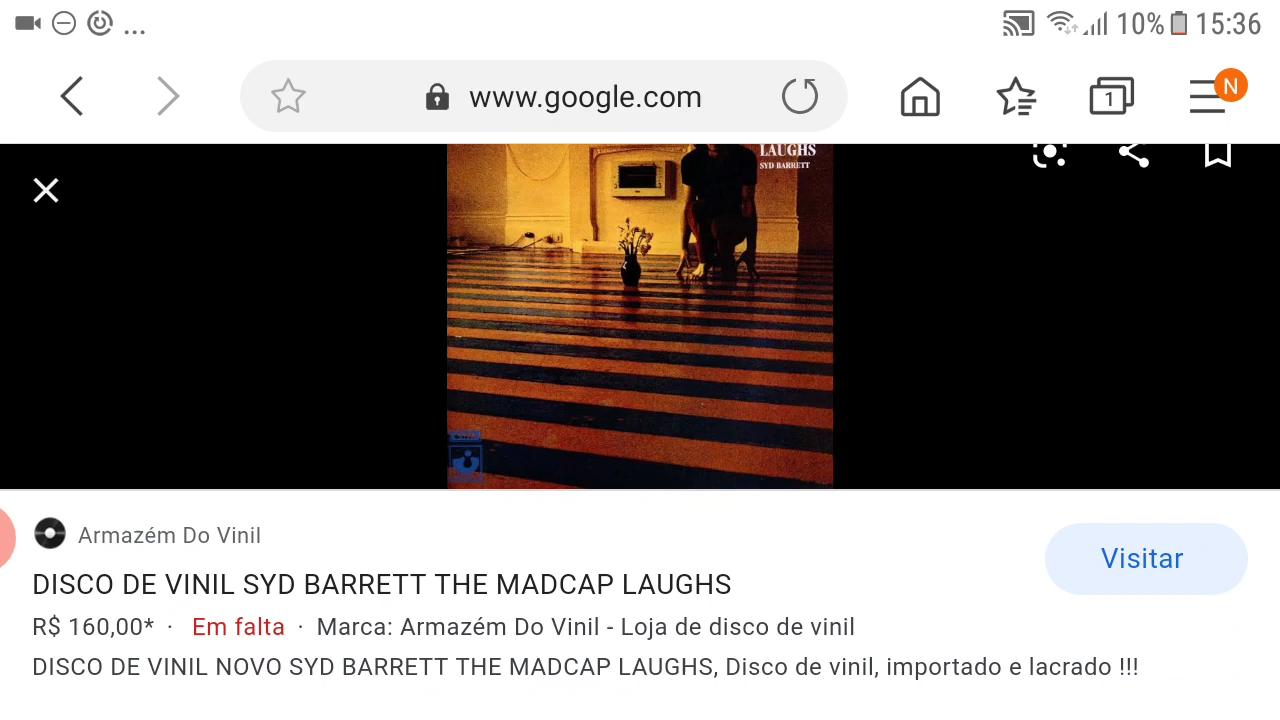 ...
10% 15:36
www.google.com
1
N
LAUGHS
SYD BARRETT
Armazém Do Vinil
Visitar
DISCO DE VINIL SYD BARRETT THE MADCAP LAUGHS
R$ 160,00* · Em falta · Marca: Armazém Do Vinil - Loja de disco de vinil
DISCO DE VINIL NOVO SYD BARRETT THE MADCAP LAUGHS, Disco de vinil, importado e lacrado !!!